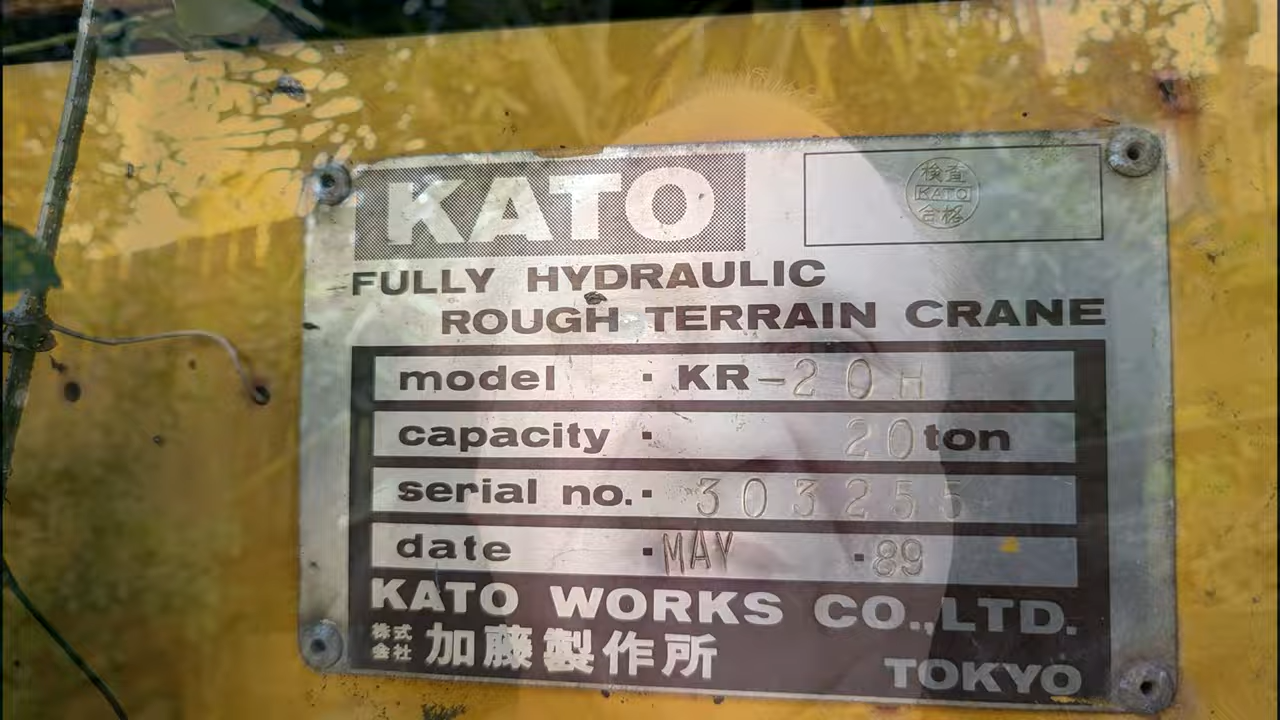 KATO
検査
KATO
合格
FULLY HYDRAULIC
ROUGH TERRAIN CRANE
model · KR-20H
capacity · 20ton
serial no. · 303255
date · MAY · 89
KATO WORKS CO.,LTD.
株式会社 加藤製作所
TOKYO